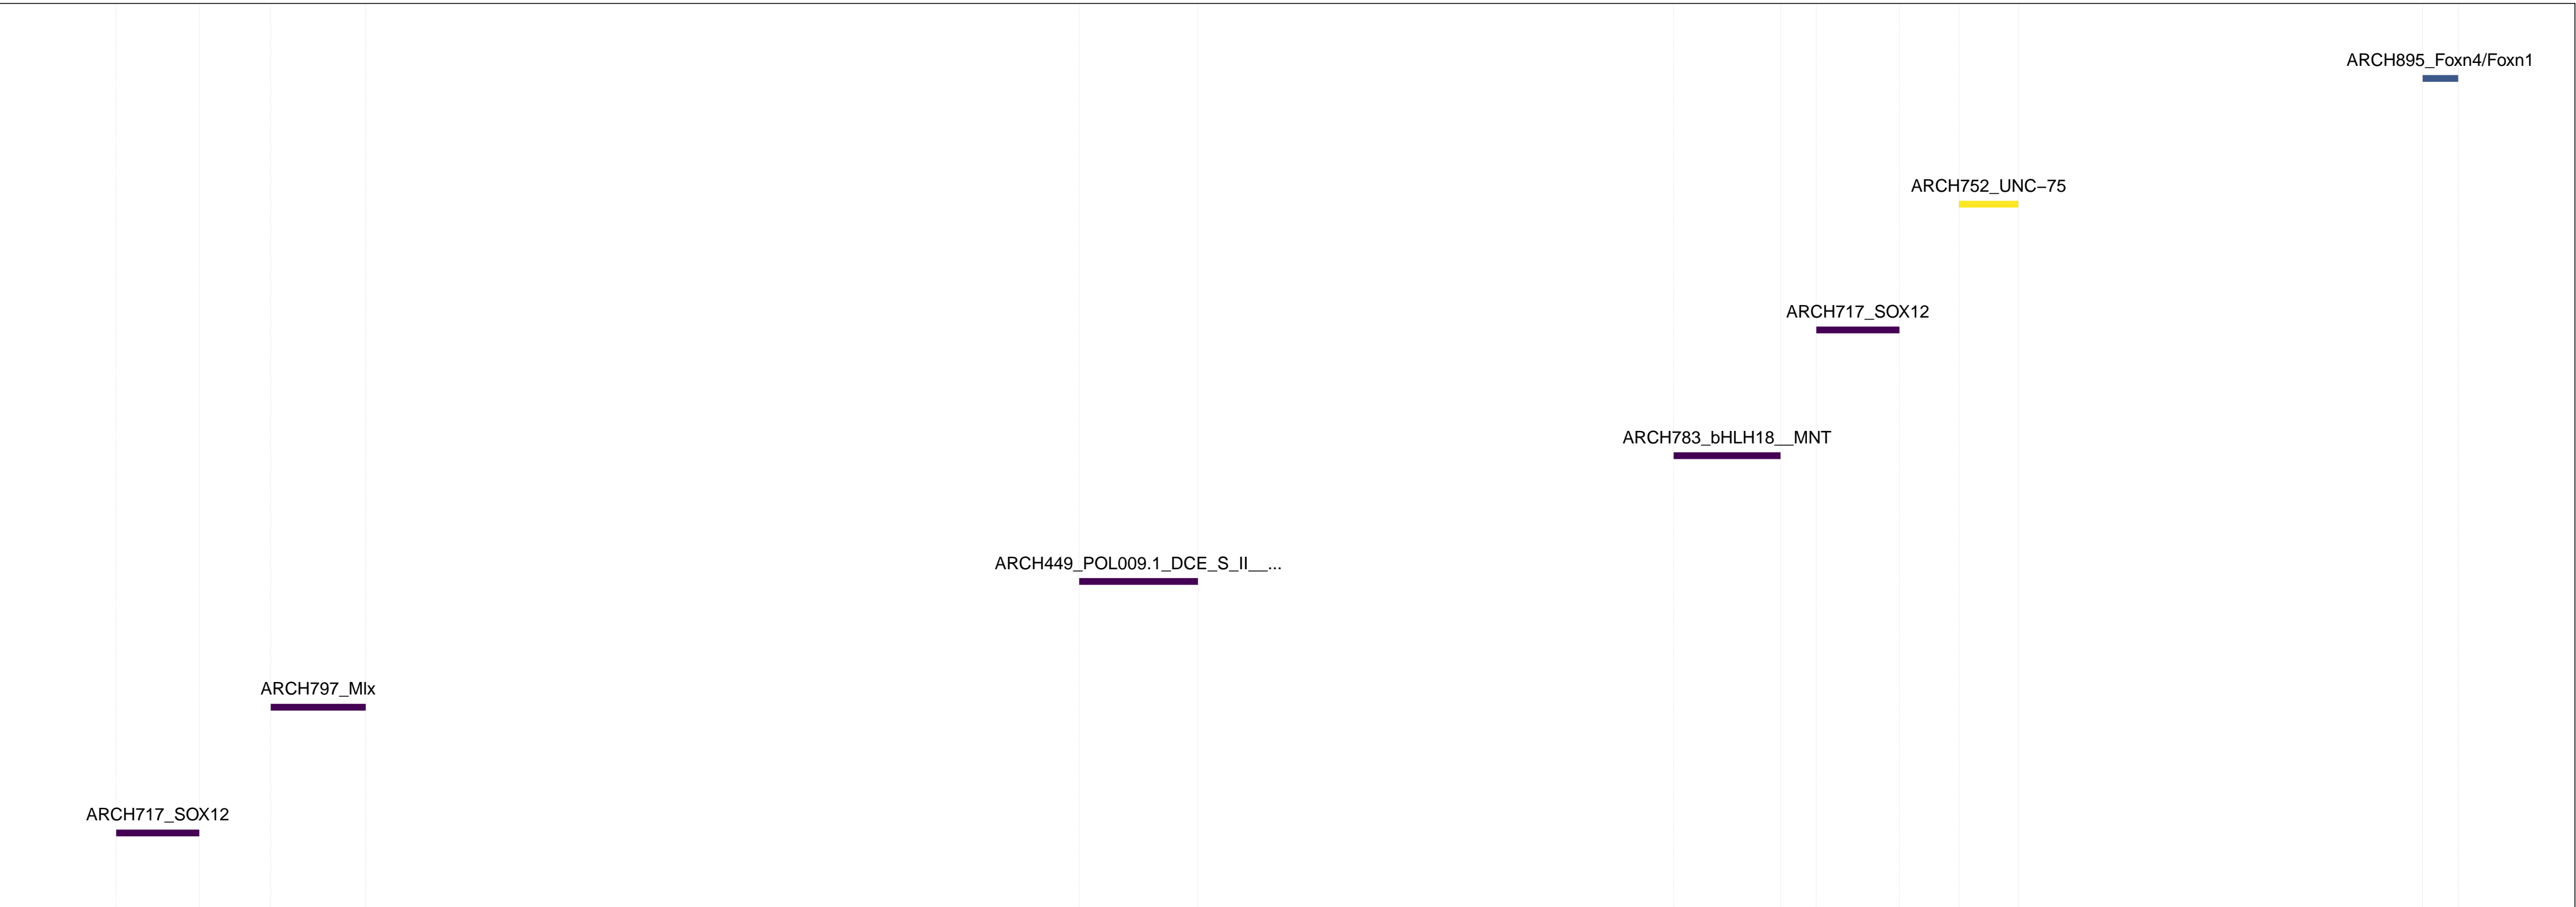 ARCH895_Foxn4/Foxn1
ARCH752_UNC−75
ARCH717_SOX12
ARCH783_bHLH18__MNT
ARCH449_POL009.1_DCE_S_II__...
ARCH797_Mlx
ARCH717_SOX12